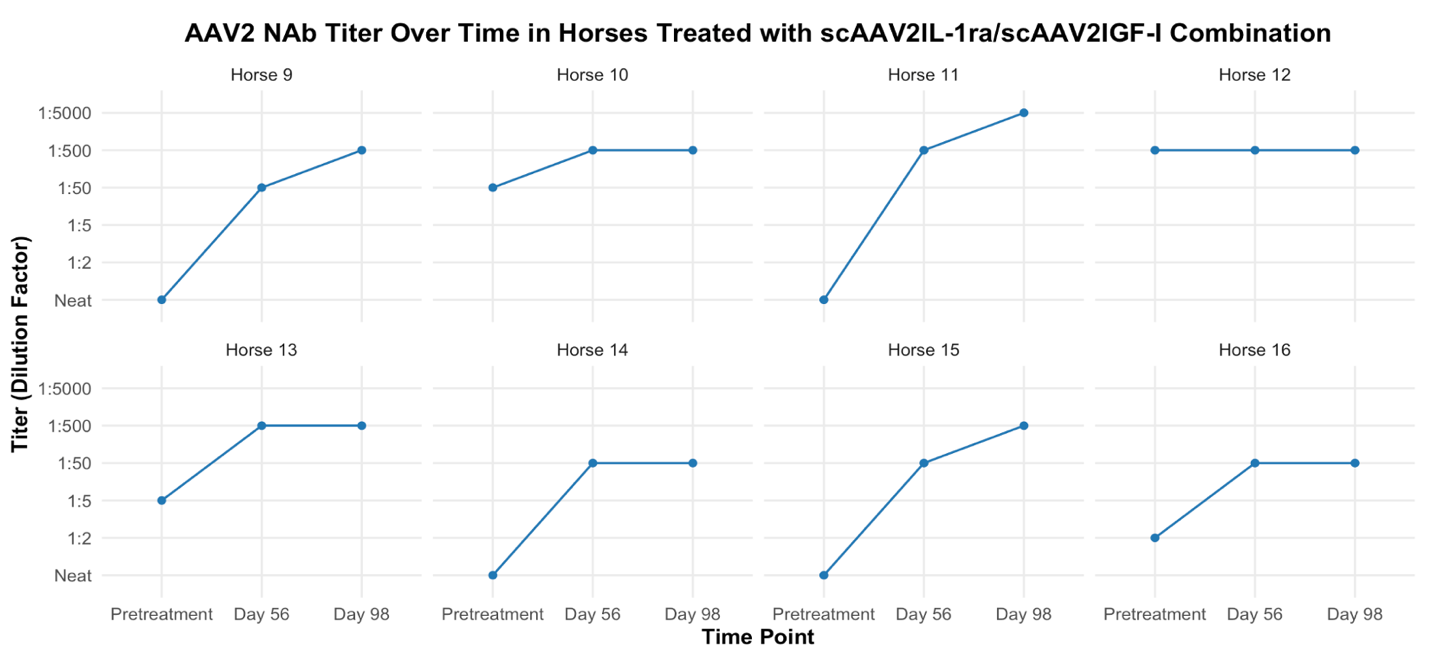 AAV2 NAb Titer Over Time in Horses Treated with scAAV2IL-1ra/scAAV2IGF-I Combination
Horse 9 Horse 10 Horse 11 Horse 12
1:5000
1:500
1:50
1:5
1:2
Neat
Horse 13 Horse 14 Horse 15 Horse 16
1:5000
1:500
1:50
1:5
1:2
Neat
Titer (Dilution Factor)
Pretreatment Day 56 Day 98 Pretreatment Day 56 Day 98 Pretreatment Day 56 Day 98 Pretreatment Day 56 Day 98
Time Point